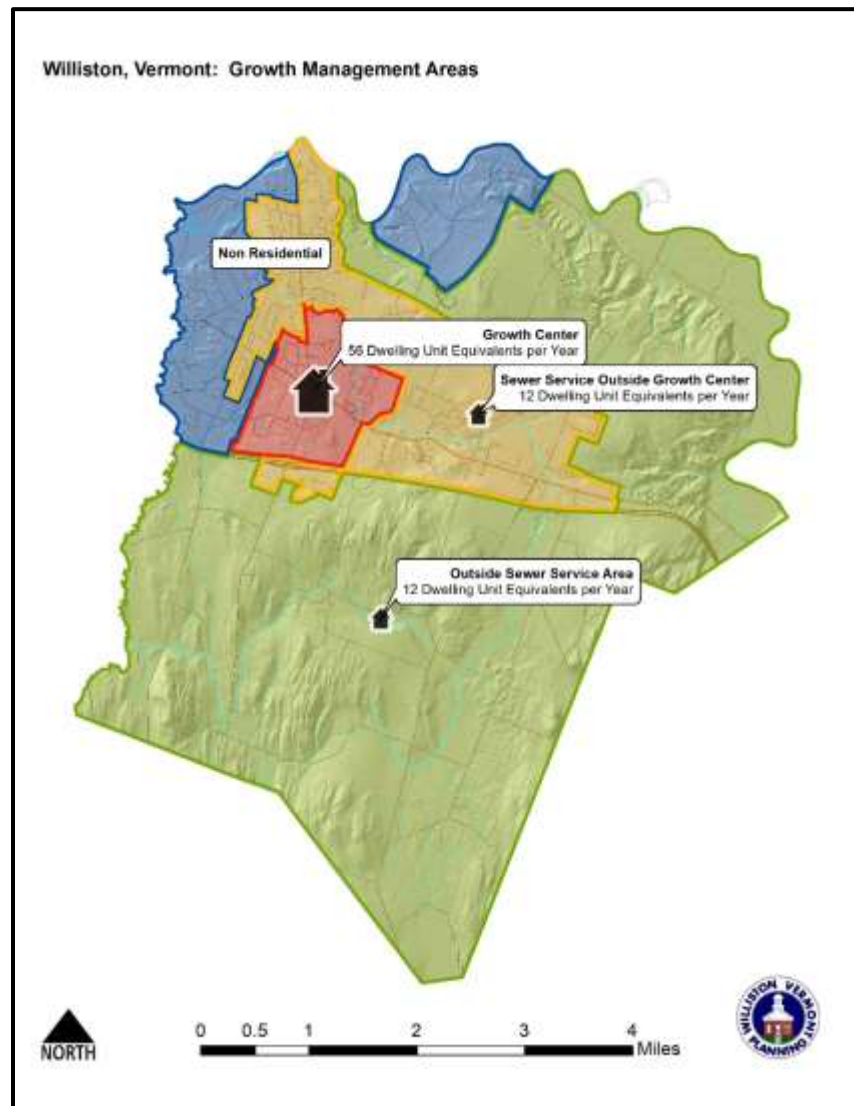 Williston, Vermont: Growth Management Areas
Non Residential
Growth Center
56 Dwelling Unit Equivalents per Year
Sewer Service Outside Growth Center
12 Dwelling Unit Equivalents per Year
Outside Sewer Service Area
12 Dwelling Unit Equivalents per Year
NORTH
0 0.5 1 2 3 4
Miles
WILLISTON VERMONT
PLANNING